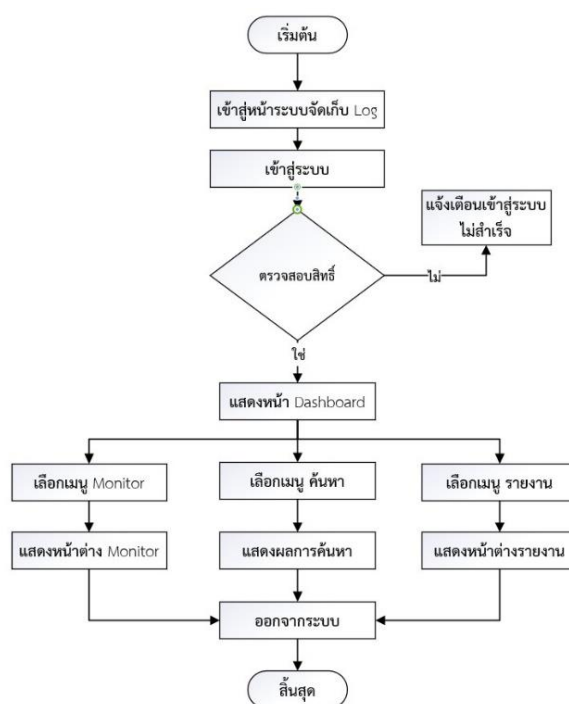 เริ่มต้น
เข้าสู่หน้าระบบจัดเก็บ Log
เข้าสู่ระบบ
แจ้งเตือนเข้าสู่ระบบ
ไม่สำเร็จ
ตรวจสอบสิทธิ์
ไม่
ใช่
แสดงหน้า Dashboard
เลือกเมนู Monitor
เลือกเมนู ค้นหา
เลือกเมนู รายงาน
แสดงหน้าต่าง Monitor
แสดงผลการค้นหา
แสดงหน้าต่างรายงาน
ออกจากระบบ
สิ้นสุด